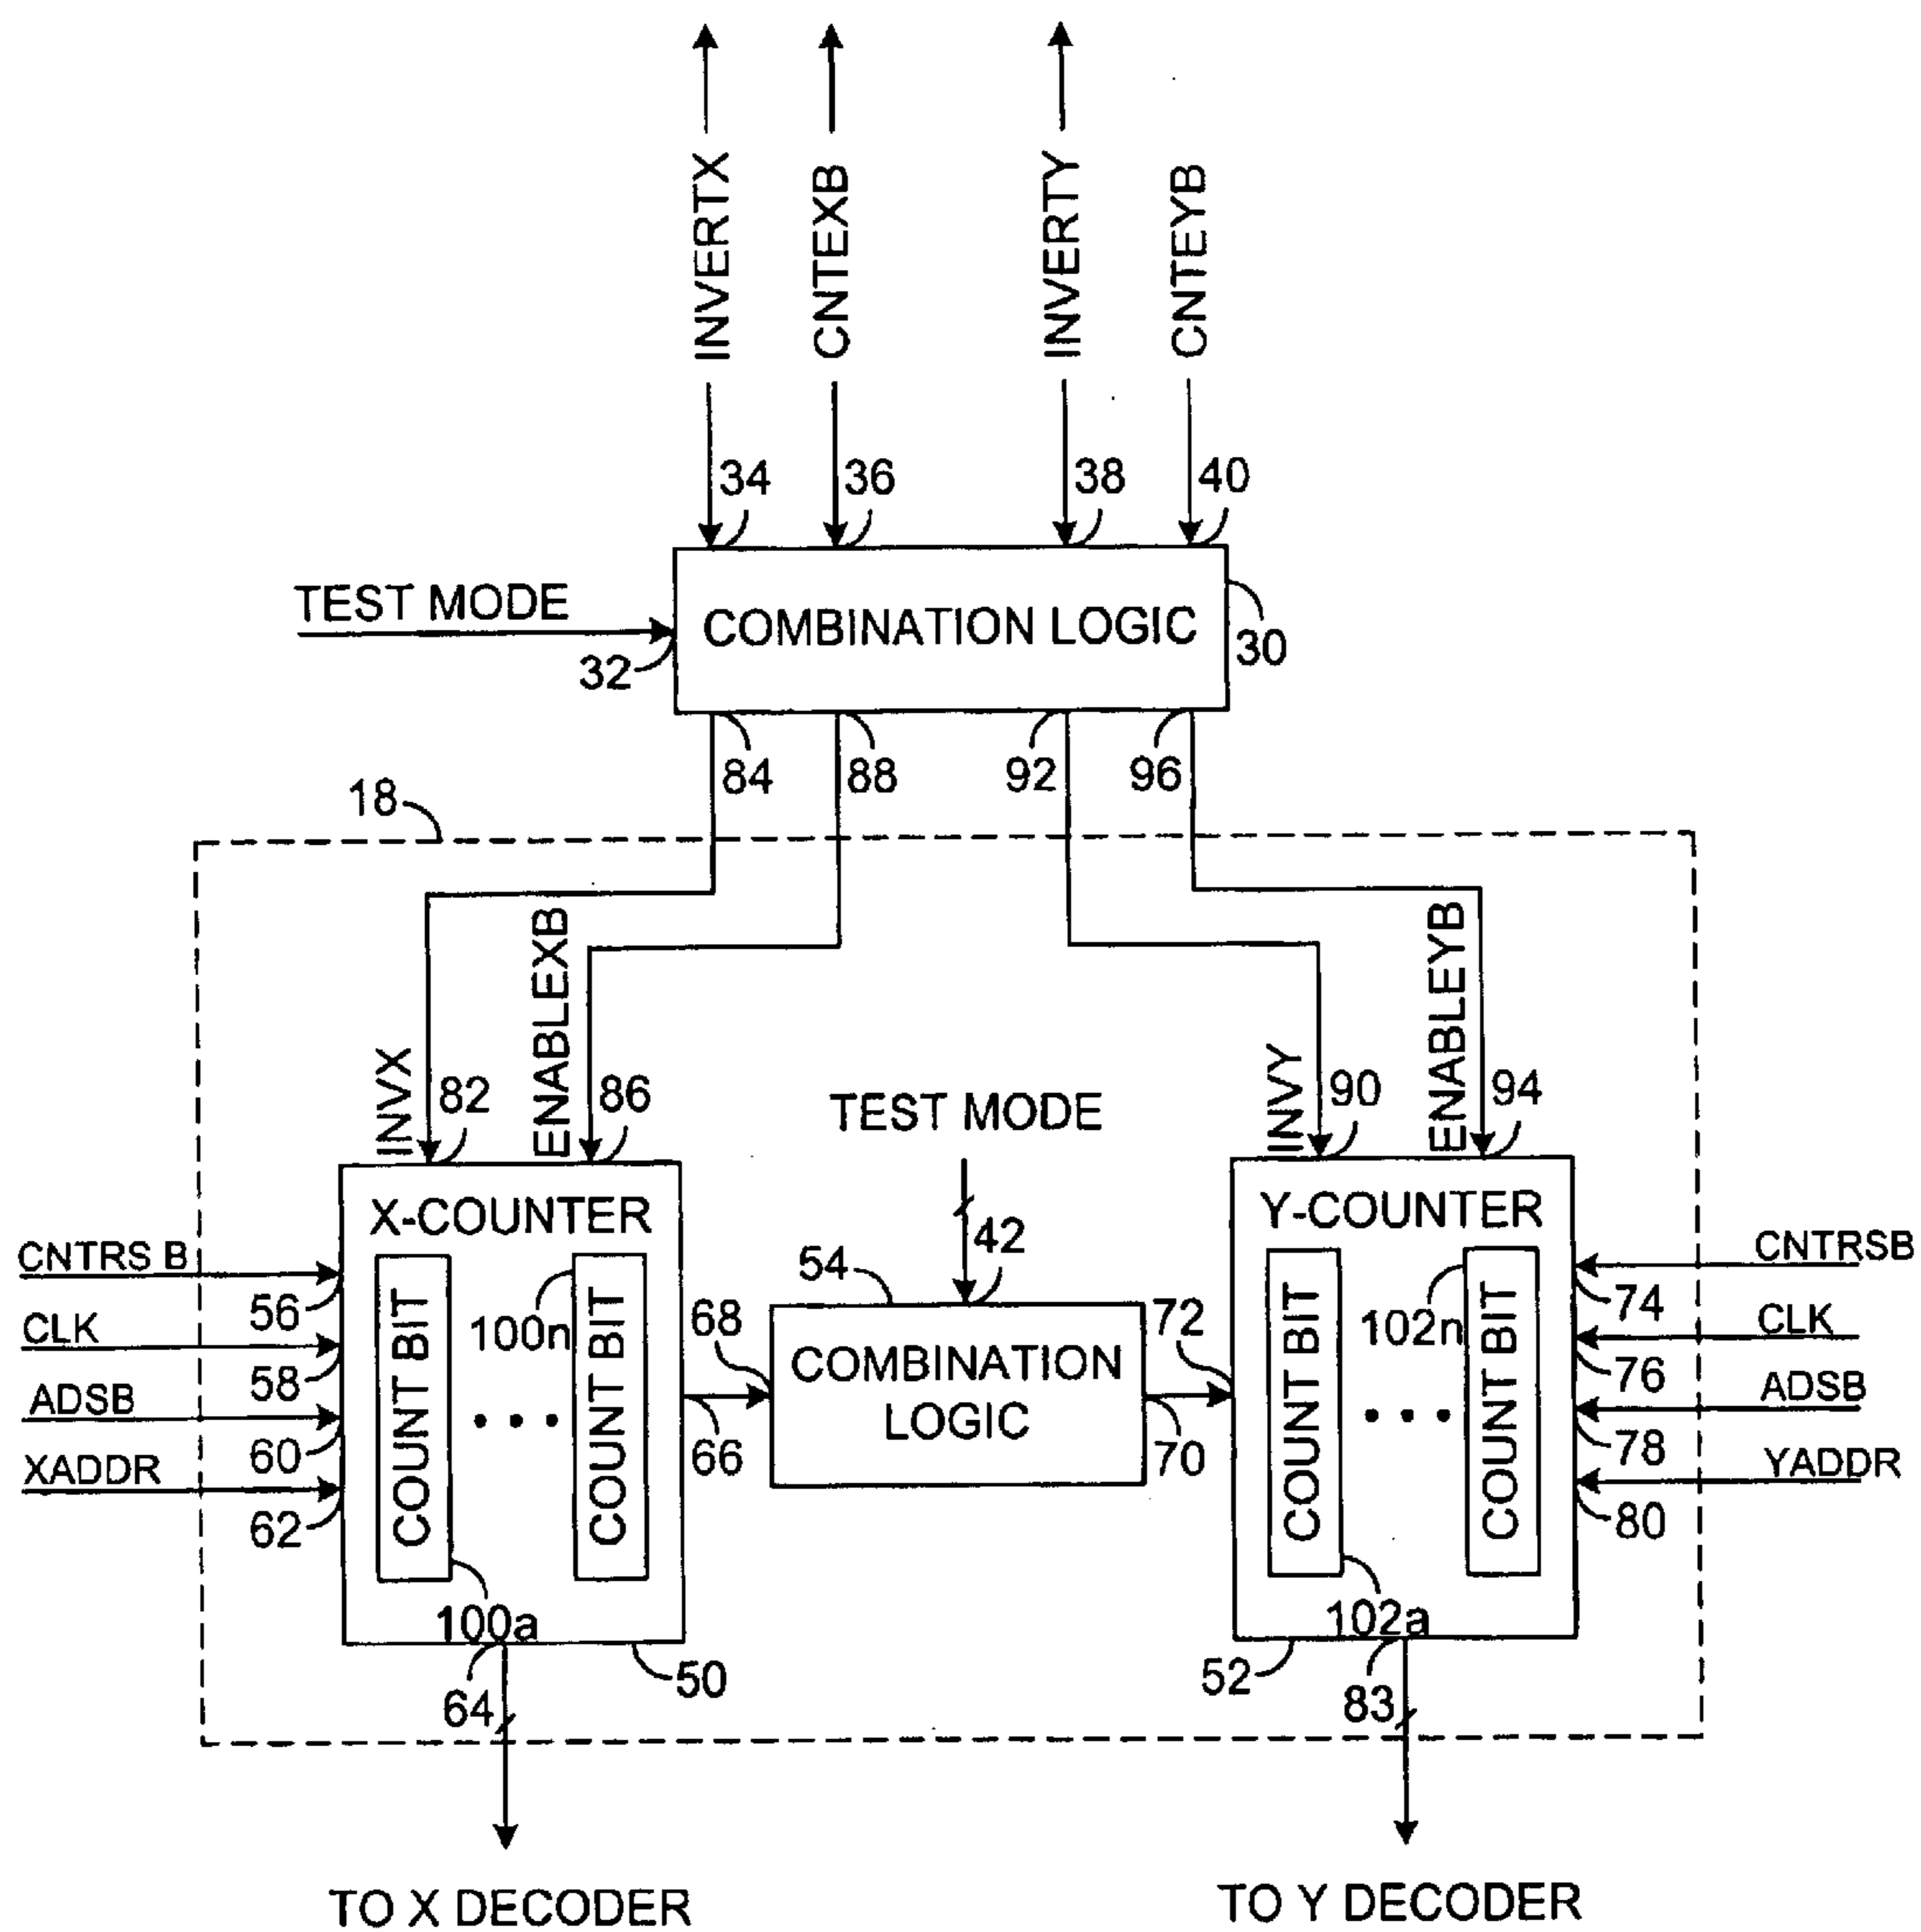 INVERTX
CNTEXB
INVERTY
CNTEYB
34
36
38
40
TEST MODE
32
COMBINATION LOGIC
30
84
88
92
96
18
INVX
82
ENABLEXB
86
TEST MODE
INVY
90
ENABLEYB
94
X-COUNTER
Y-COUNTER
CNTRS B
56
CLK
58
ADSB
60
XADDR
62
COUNT BIT
100n
COUNT BIT
100a
64
50
68
66
54
42
COMBINATION
LOGIC
72
70
COUNT BIT
102n
COUNT BIT
102a
52
83
CNTRSB
74
CLK
76
ADSB
78
YADDR
80
TO X DECODER
TO Y DECODER